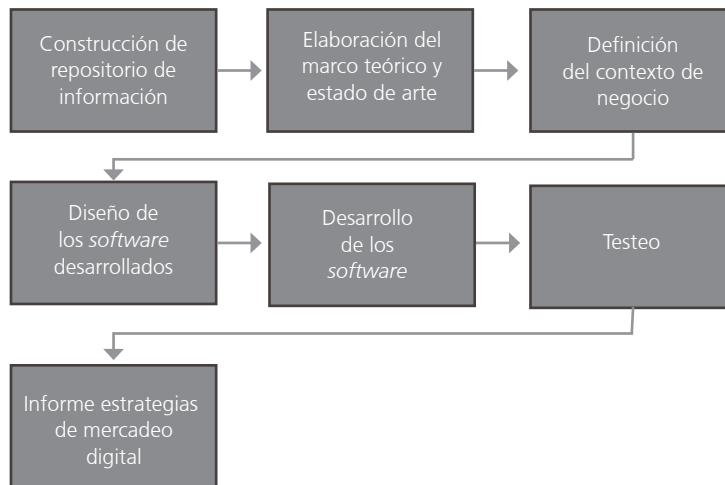 Construcción de
repositorio de
información
Elaboración del
marco teórico y
estado de arte
Definición
del contexto de
negocio
Diseño de
los software
desarrollados
Desarrollo
de los
software
Testeo
Informe estrategias
de mercadeo
digital